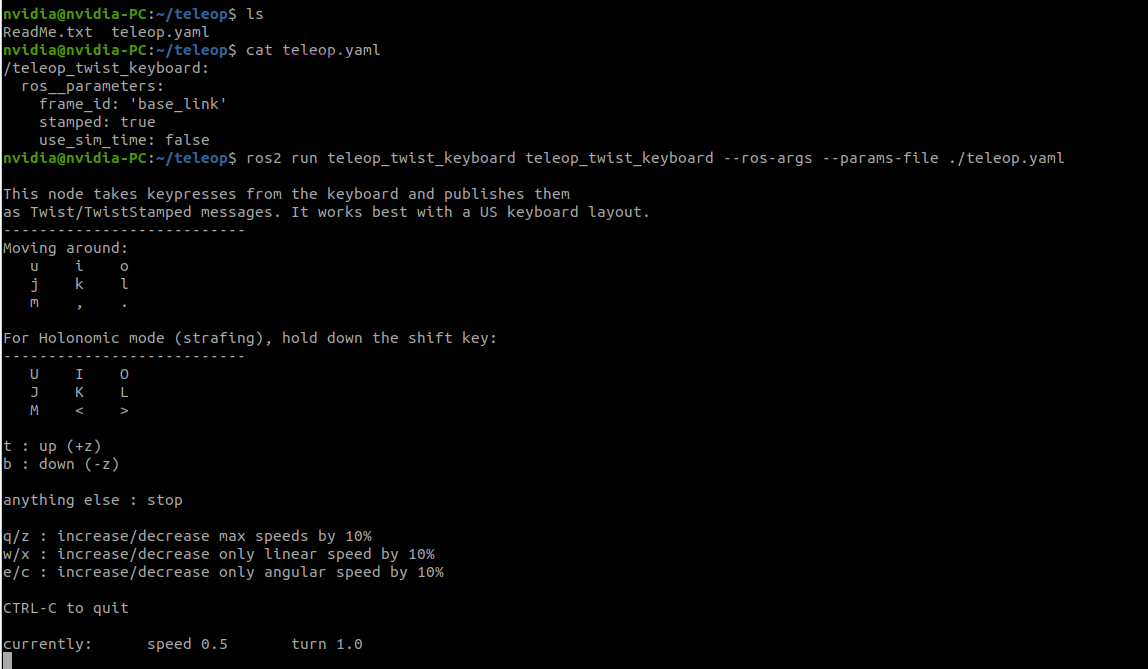 nvidia@nvidia-PC:~/teleop$ ls
ReadMe.txt  teleop.yaml
nvidia@nvidia-PC:~/teleop$ cat teleop.yaml
/teleop_twist_keyboard:
  ros__parameters:
    frame_id: 'base_link'
    stamped: true
    use_sim_time: false
nvidia@nvidia-PC:~/teleop$ ros2 run teleop_twist_keyboard teleop_twist_keyboard --ros-args --params-file ./teleop.yaml
This node takes keypresses from the keyboard and publishes them
as Twist/TwistStamped messages. It works best with a US keyboard layout.
---------------------------
Moving around:
   u    i    o
   j    k    l
   m    ,    .
For Holonomic mode (strafing), hold down the shift key:
---------------------------
   U    I    O
   J    K    L
   M    <    >
t : up (+z)
b : down (-z)
anything else : stop
q/z : increase/decrease max speeds by 10%
w/x : increase/decrease only linear speed by 10%
e/c : increase/decrease only angular speed by 10%
CTRL-C to quit
currently:      speed 0.5       turn 1.0